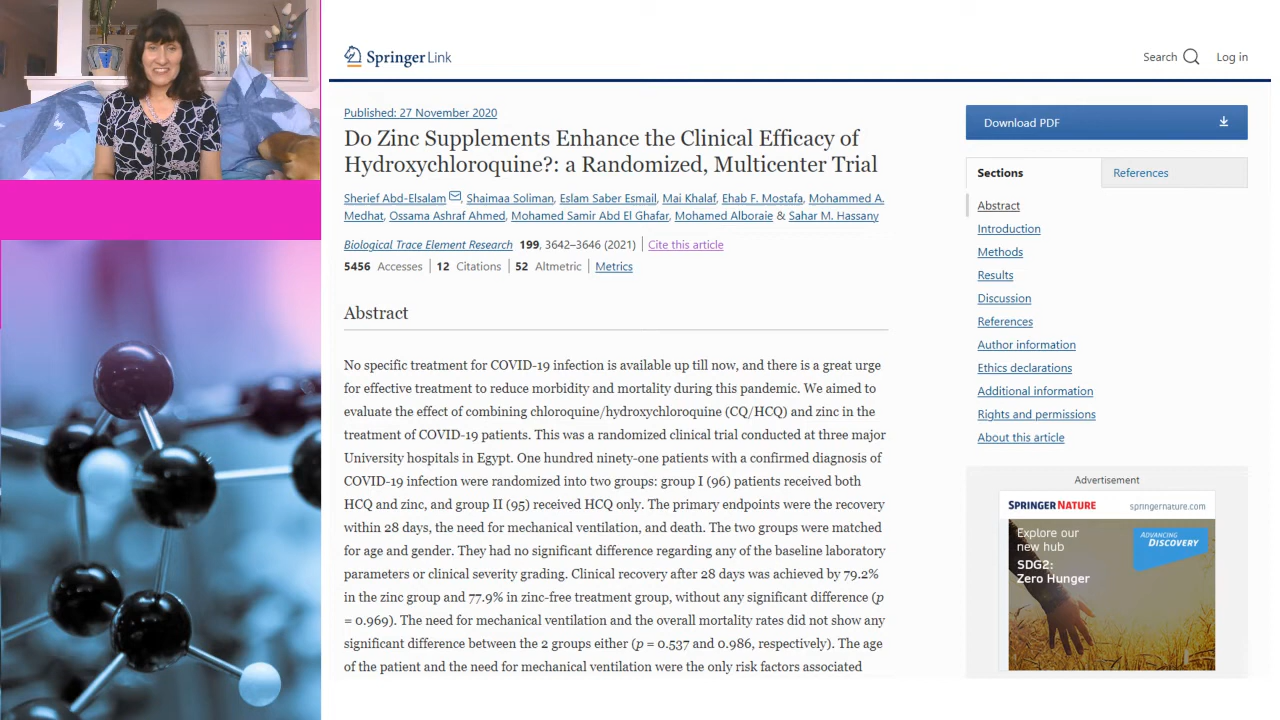 Springer Link
Search
Log in
Published: 27 November 2020
Do Zinc Supplements Enhance the Clinical Efficacy of
Hydroxychloroquine?: a Randomized, Multicenter Trial
Sherief Abd-Elsalam, Shaimaa Soliman, Eslam Saber Esmail, Mai Khalaf, Ehab F. Mostafa, Mohammed A.
Medhat, Ossama Ashraf Ahmed, Mohamed Samir Abd El Ghafar, Mohamed Alboraie & Sahar M. Hassany
Biological Trace Element Research 199, 3642–3646 (2021) | Cite this article
5456 Accesses | 12 Citations | 52 Altmetric | Metrics
Abstract
No specific treatment for COVID-19 infection is available up till now, and there is a great urge
for effective treatment to reduce morbidity and mortality during this pandemic. We aimed to
evaluate the effect of combining chloroquine/hydroxychloroquine (CQ/HCQ) and zinc in the
treatment of COVID-19 patients. This was a randomized clinical trial conducted at three major
University hospitals in Egypt. One hundred ninety-one patients with a confirmed diagnosis of
COVID-19 infection were randomized into two groups: group I (96) patients received both
HCQ and zinc, and group II (95) received HCQ only. The primary endpoints were the recovery
within 28 days, the need for mechanical ventilation, and death. The two groups were matched
for age and gender. They had no significant difference regarding any of the baseline laboratory
parameters or clinical severity grading. Clinical recovery after 28 days was achieved by 79.2%
in the zinc group and 77.9% in zinc-free treatment group, without any significant difference (p
= 0.969). The need for mechanical ventilation and the overall mortality rates did not show any
significant difference between the 2 groups either (p = 0.537 and 0.986, respectively). The age
of the patient and the need for mechanical ventilation were the only risk factors associated
Download PDF
Sections
References
Abstract
Introduction
Methods
Results
Discussion
References
Author information
Ethics declarations
Additional information
Rights and permissions
About this article
Advertisement
SPRINGER NATURE
springernature.com
Explore our
new hub
SDG2:
Zero Hunger
ADVANCING
DISCOVERY